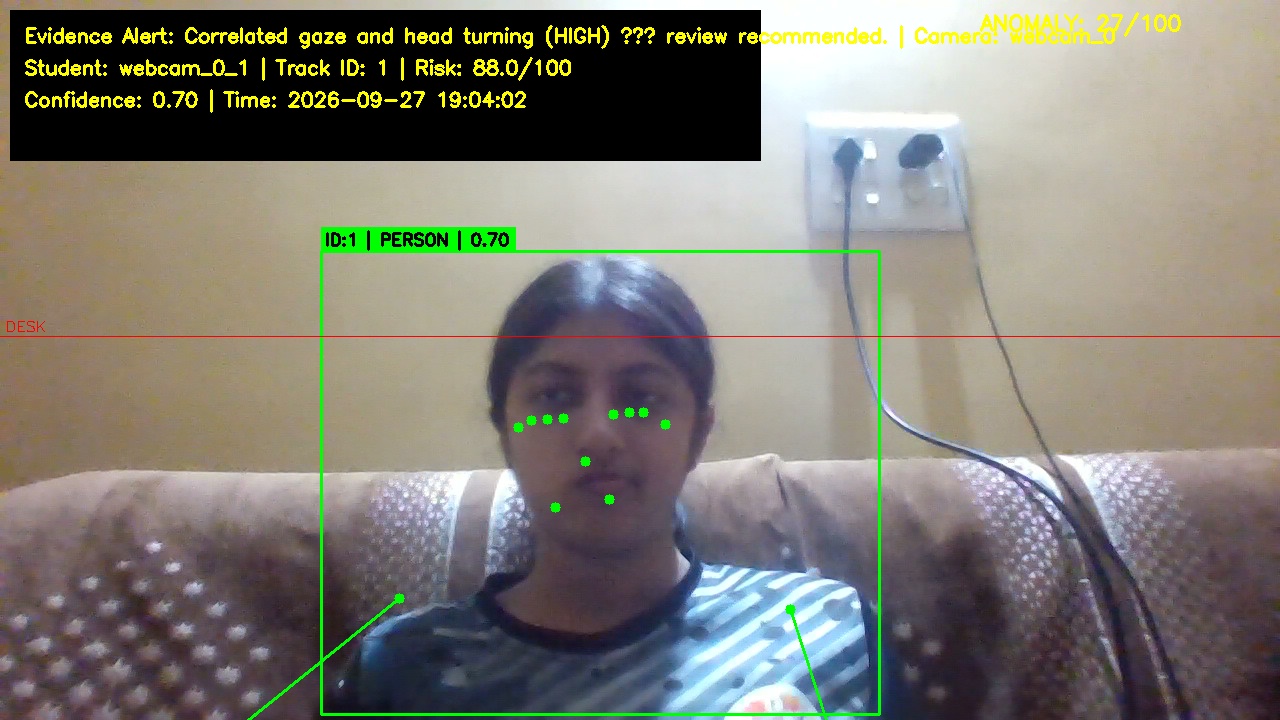 Evidence Alert: Correlated gaze and head turning (HIGH) ??? review recommended. | Camera: webcam_0
ANOMALY: 27/100
Student: webcam_0_1 | Track ID: 1 | Risk: 88.0/100
Confidence: 0.70 | Time: 2026-09-27 19:04:02
ID:1 | PERSON | 0.70
DESK